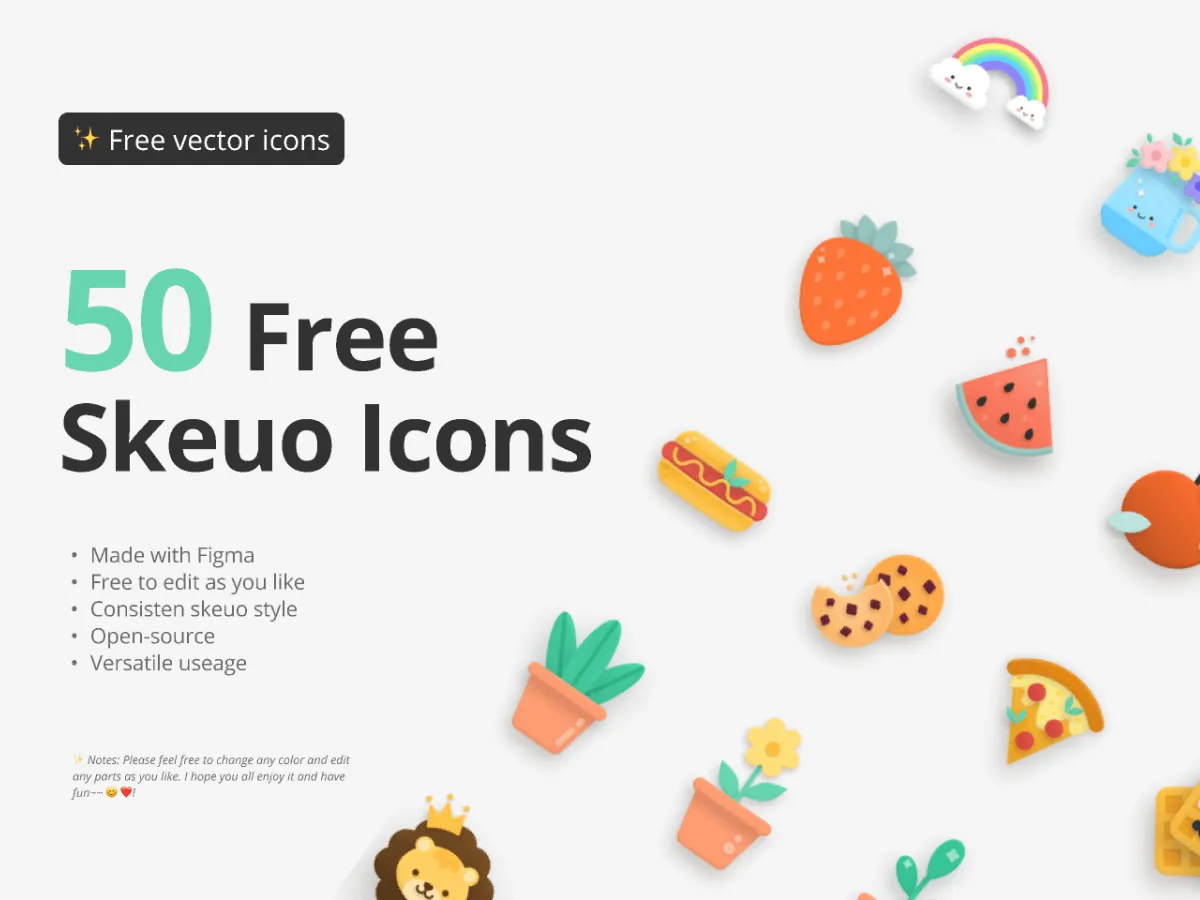 ✨ Free vector icons
50 Free
Skeuo Icons
• Made with Figma
• Free to edit as you like
• Consisten skeuo style
• Open-source
• Versatile useage
✨ Notes: Please feel free to change any color and edit
any parts as you like. I hope you all enjoy it and have
fun~~ 😄❤️!